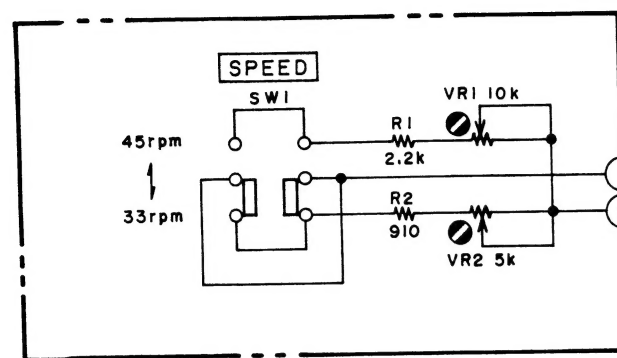 SPEED
SW1
VR1 10k
R1
2.2k
45rpm
33rpm
R2
910
VR2 5k